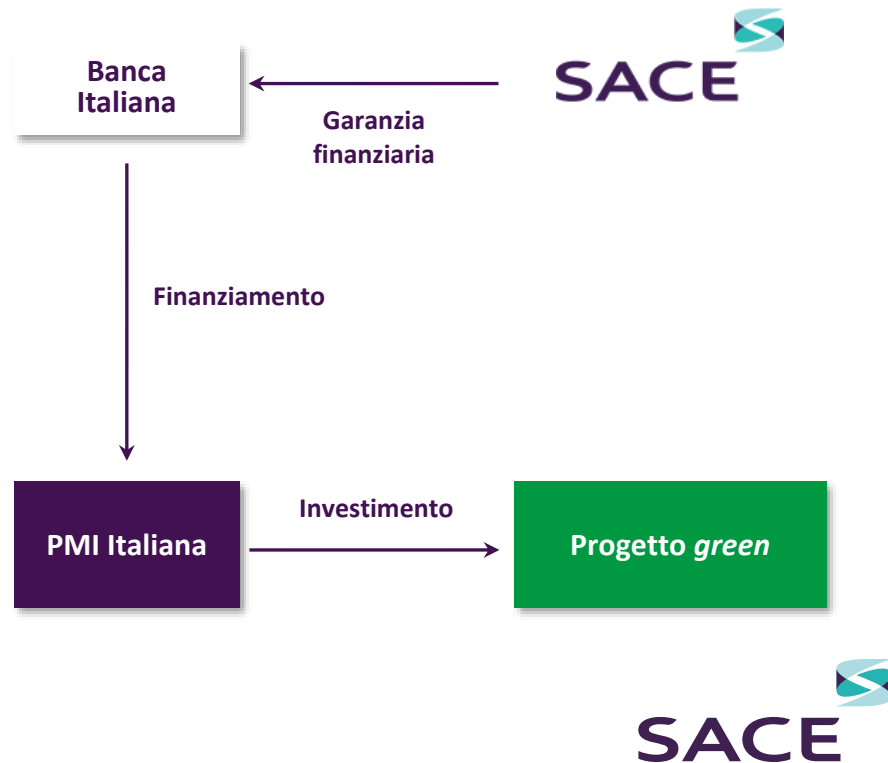 Banca
Italiana
SACE
Garanzia
finanziaria
Finanziamento
Investimento
PMI Italiana
Progetto green
SACE